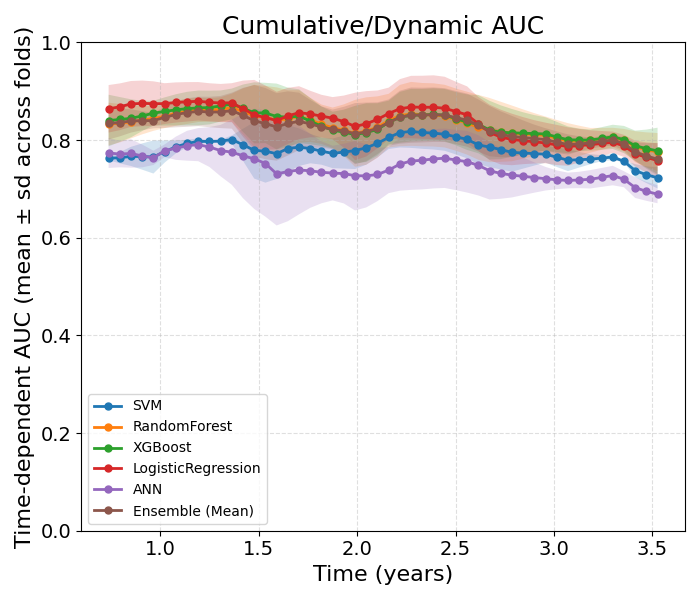 Cumulative/Dynamic AUC
Time-dependent AUC (mean ± sd across folds)
1.0
0.8
0.6
0.4
0.2
0.0
SVM
RandomForest
XGBoost
LogisticRegression
ANN
Ensemble (Mean)
1.0 1.5 2.0 2.5 3.0 3.5
Time (years)